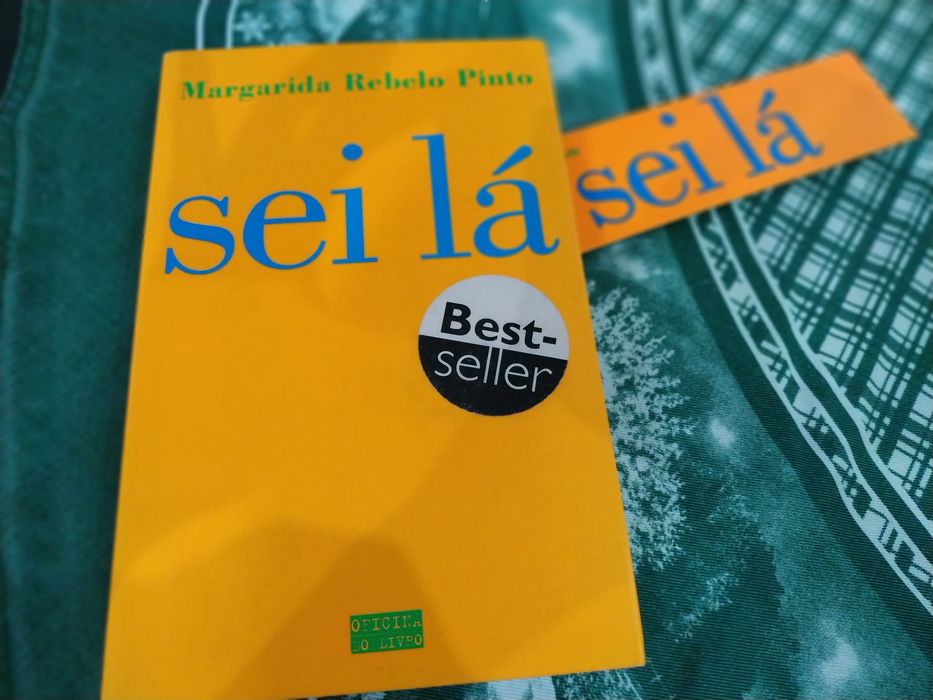 Margarida Rebelo Pinto
sei lá
Best-
seller
OFICINA
DO LIVRO
sei lá